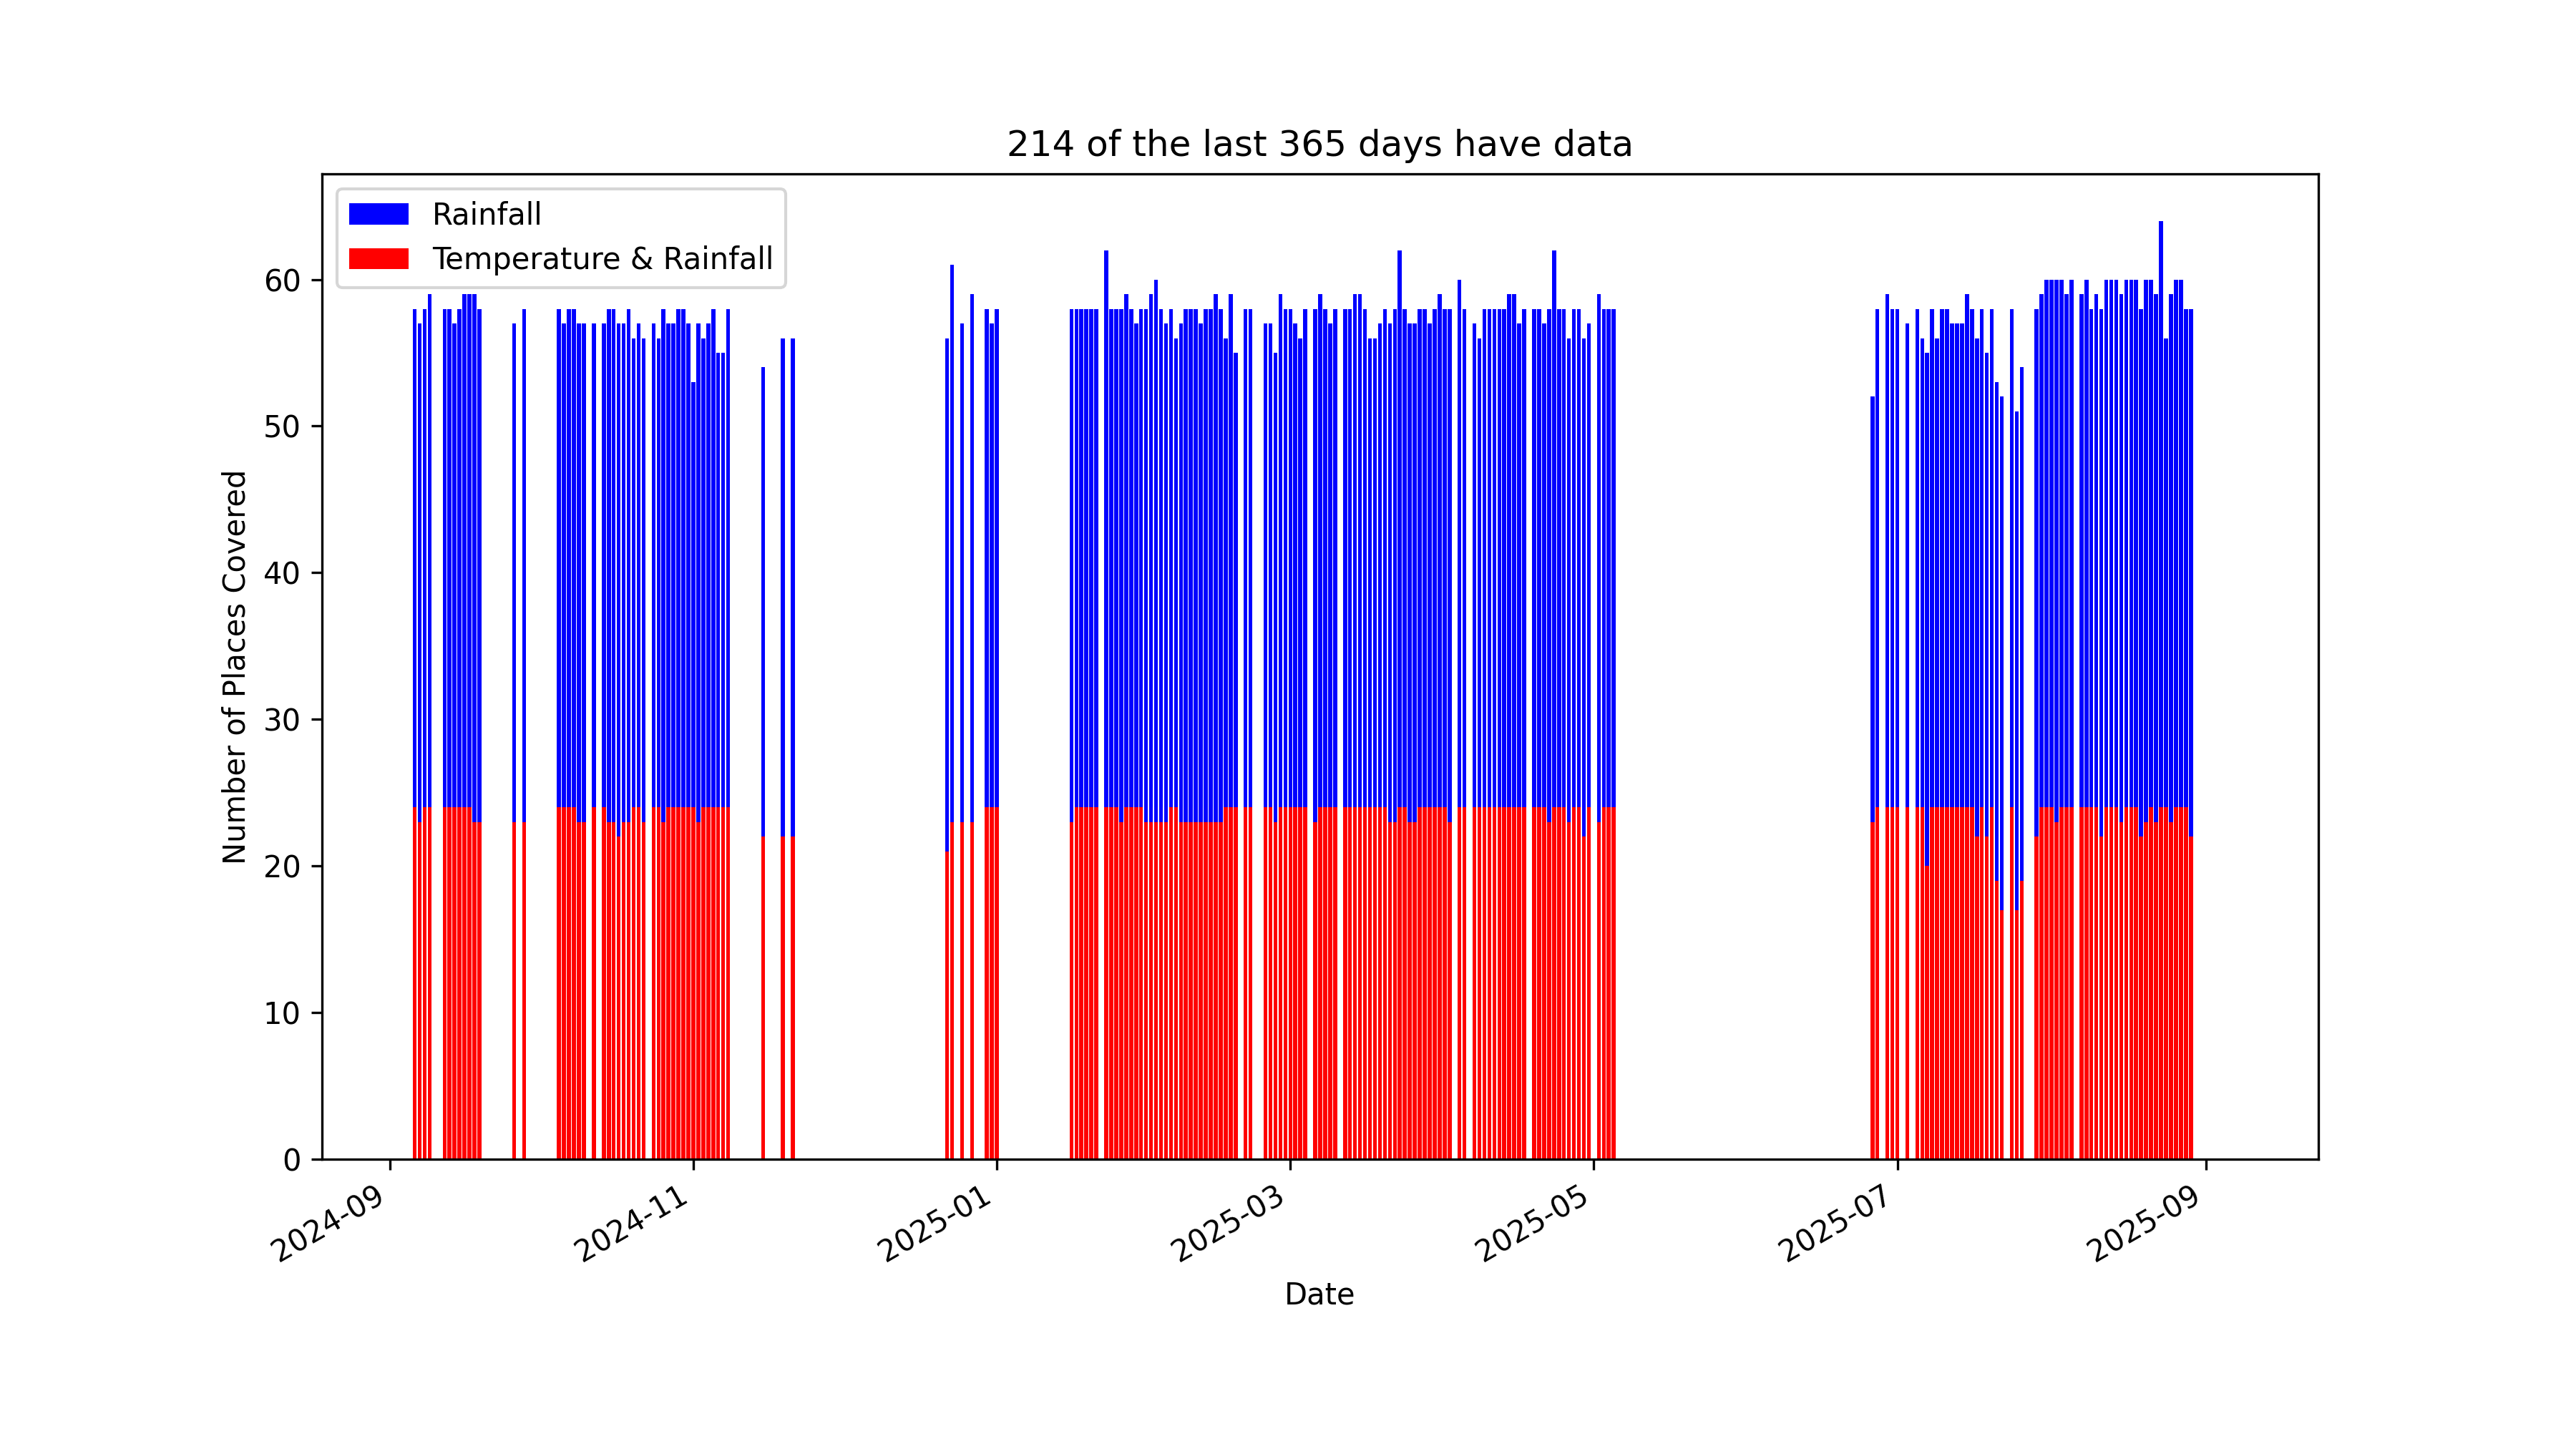 214 of the last 365 days have data
Rainfall
Temperature & Rainfall
Number of Places Covered
60
50
40
30
20
10
0
2024-09
2024-11
2025-01
2025-03
2025-05
2025-07
2025-09
Date